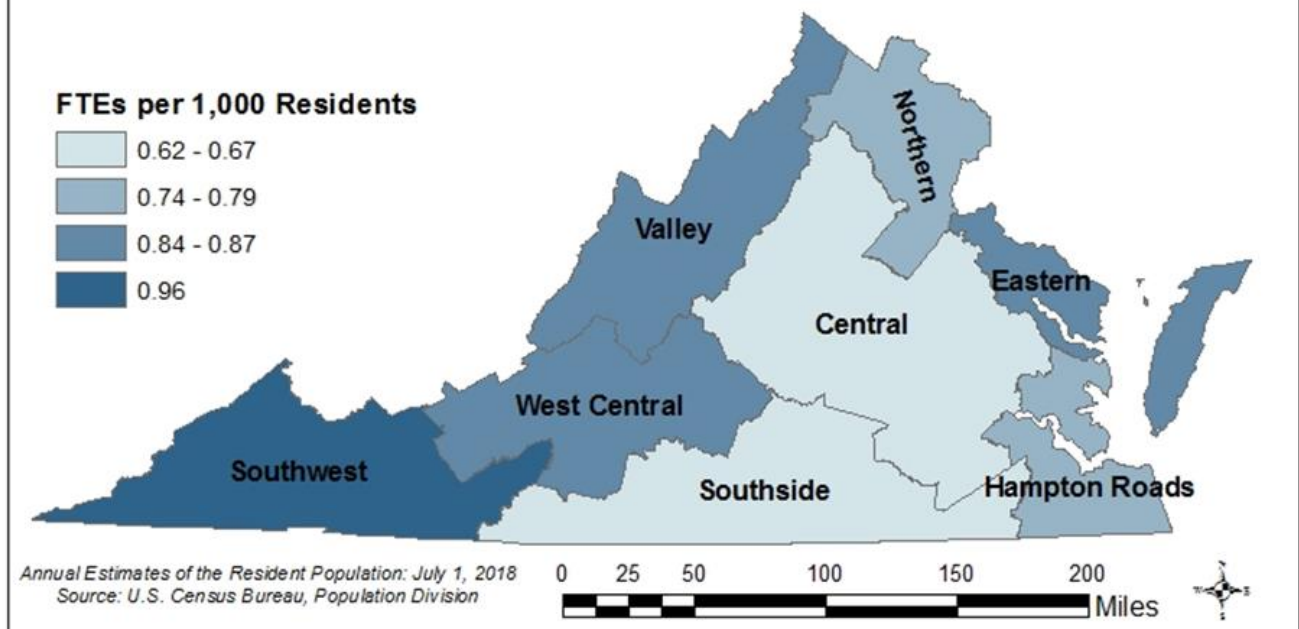 FTEs per 1,000 Residents
0.62 - 0.67
0.74 - 0.79
0.84 - 0.87
0.96
Northern
Valley
Eastern
Central
West Central
Southwest
Southside
Hampton Roads
Annual Estimates of the Resident Population: July 1, 2018
Source: U.S. Census Bureau, Population Division
0 25 50 100 150 200
Miles